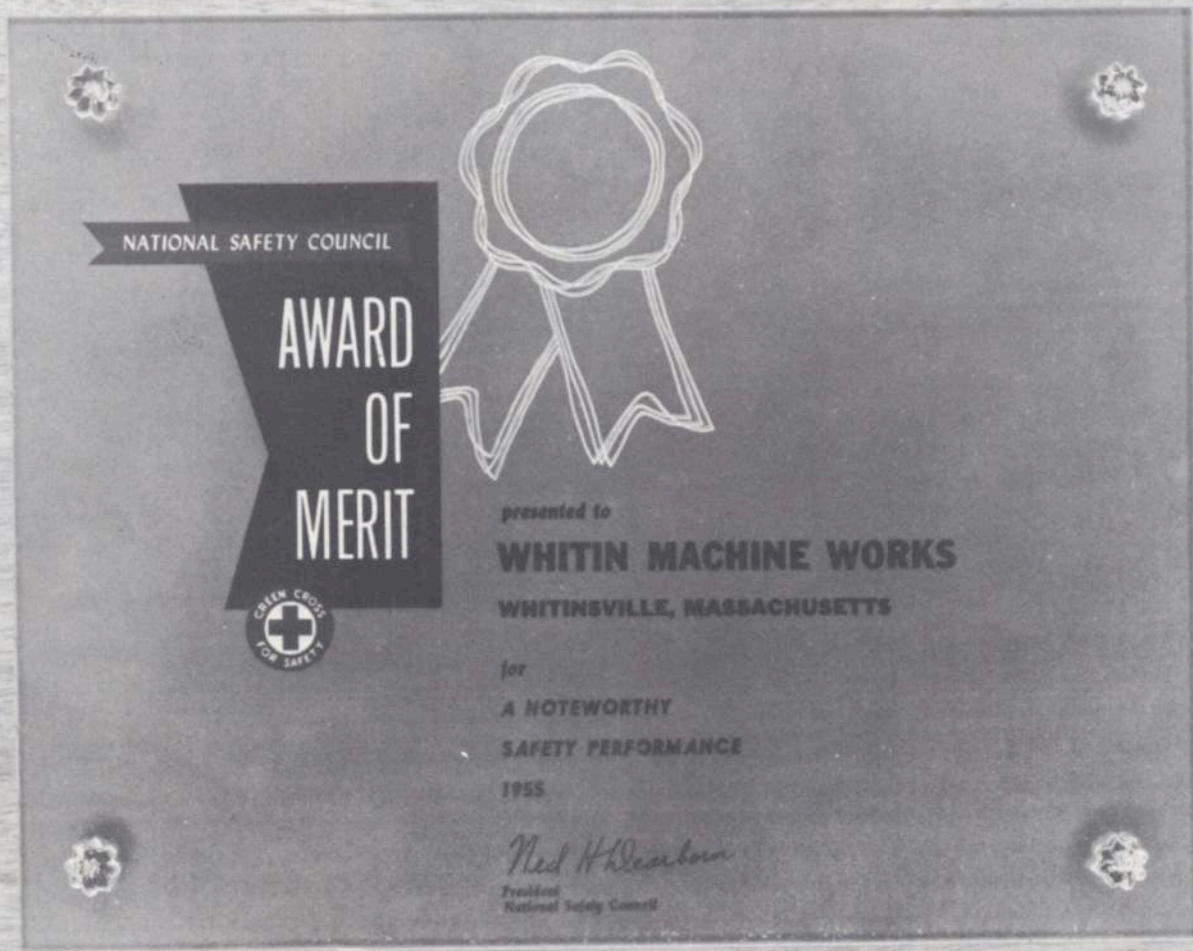 NATIONAL SAFETY COUNCIL
AWARD
OF
MERIT
GREEN CROSS
FOR SAFETY
presented to
WHITIN MACHINE WORKS
WHITINSVILLE, MASSACHUSETTS
for
A NOTEWORTHY
SAFETY PERFORMANCE
1955
Ned H Dearborn
President
National Safety Council